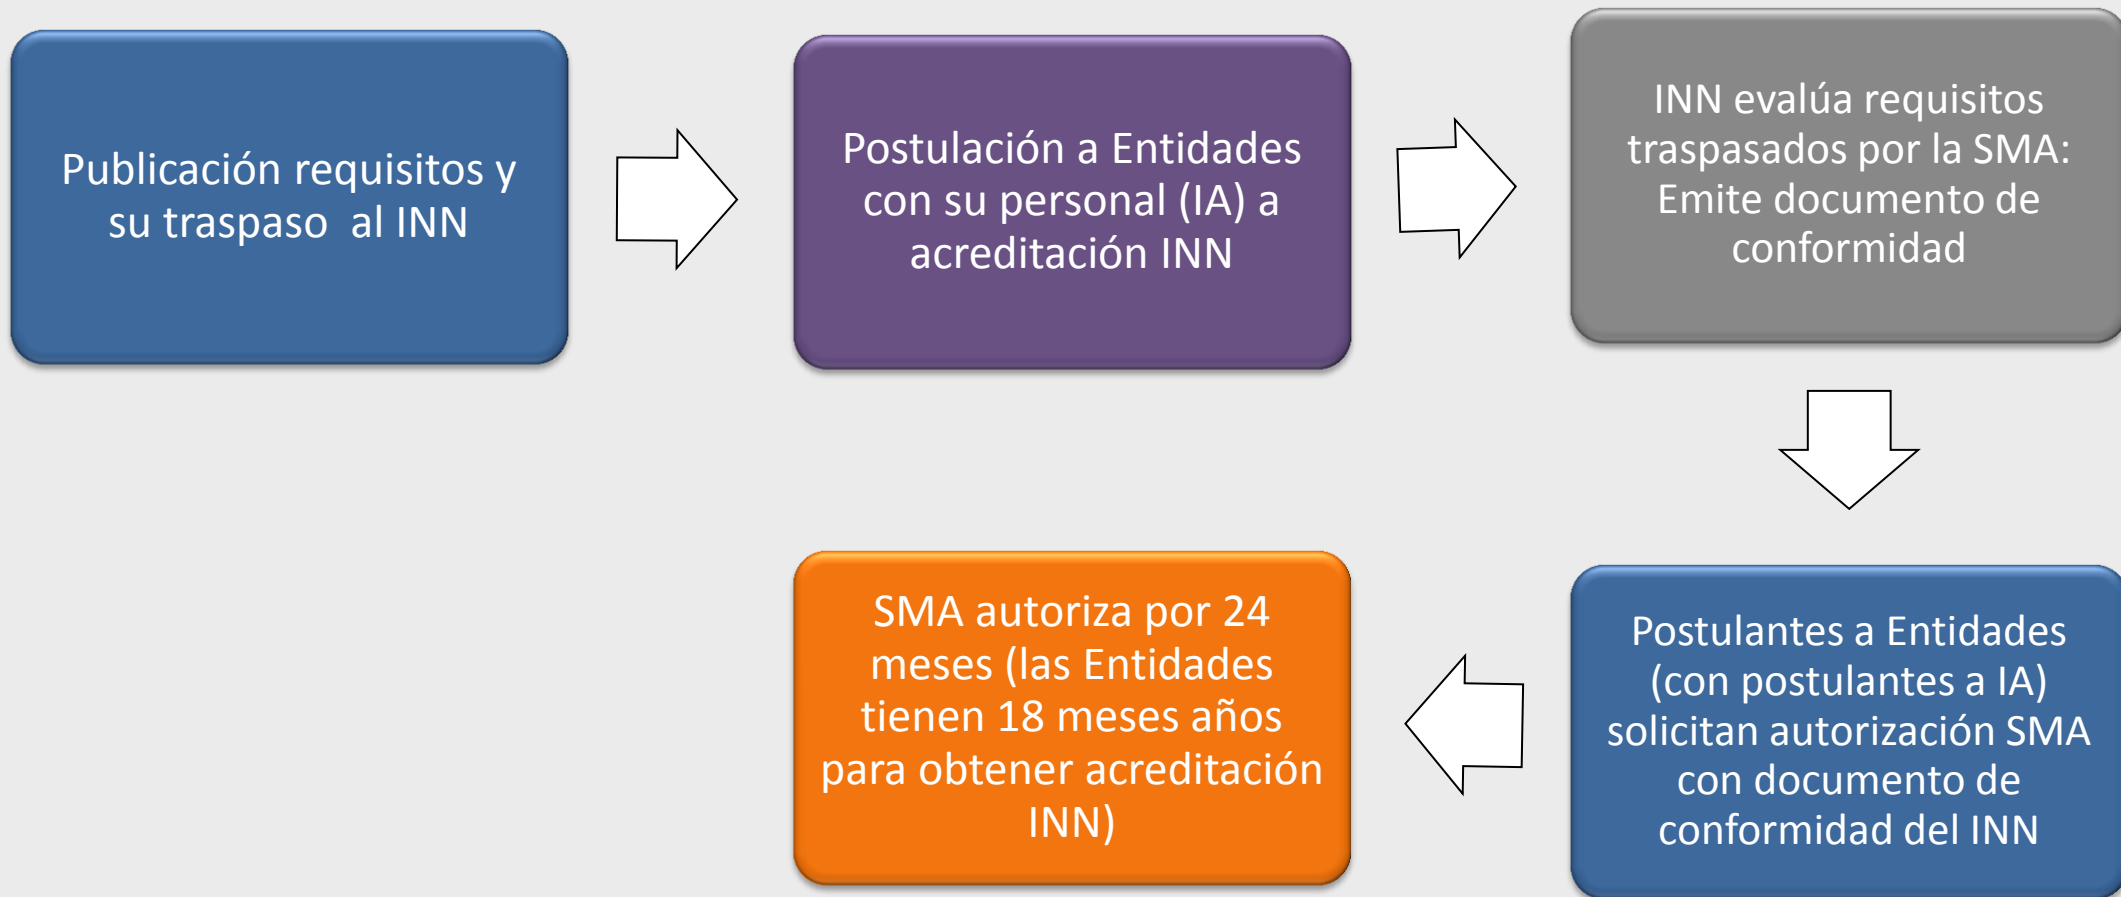 Publicación requisitos y
su traspaso al INN
Postulación a Entidades
con su personal (IA) a
acreditación INN
INN evalúa requisitos
traspasados por la SMA:
Emite documento de
conformidad
Postulantes a Entidades
(con postulantes a IA)
solicitan autorización SMA
con documento de
conformidad del INN
SMA autoriza por 24
meses (las Entidades
tienen 18 meses años
para obtener acreditación
INN)